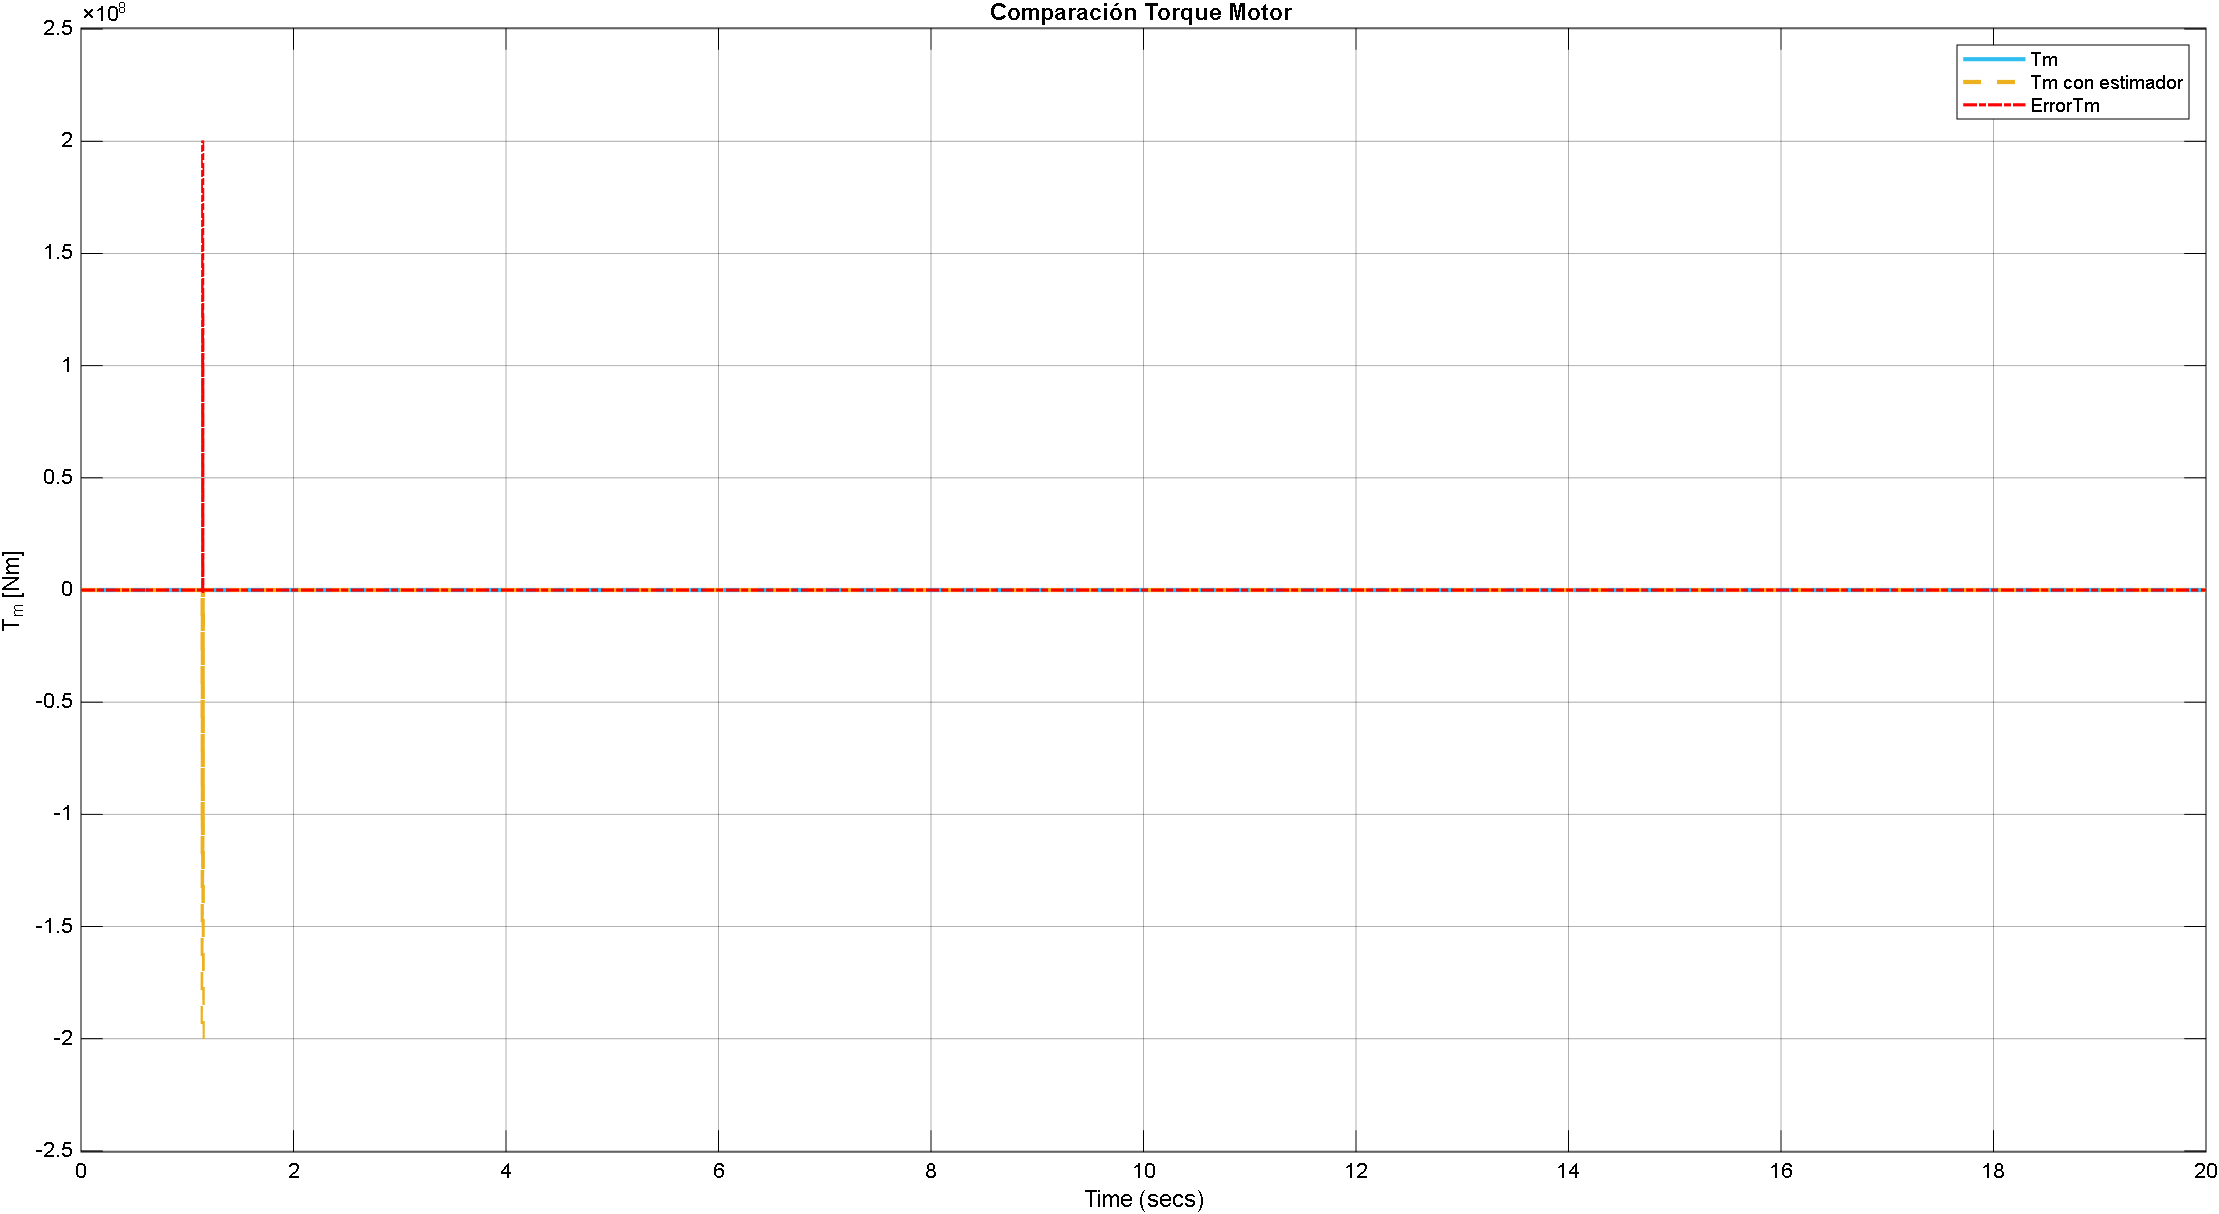 Comparación Torque Motor
×10⁸
2.5
2
1.5
1
0.5
0
-0.5
-1
-1.5
-2
-2.5
Tm [Nm]
Tm
Tm con estimador
ErrorTm
0 2 4 6 8 10 12 14 16 18 20
Time (secs)